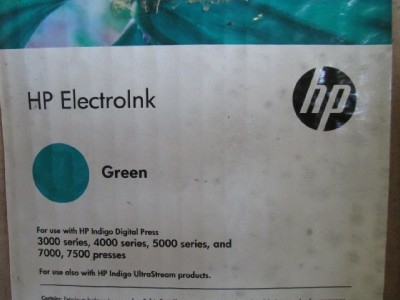 HP ElectroInk
hp
Green
For use with HP Indigo Digital Press
3000 series, 4000 series, 5000 series, and
7000, 7500 presses
For use also with HP Indigo UltraStream products.